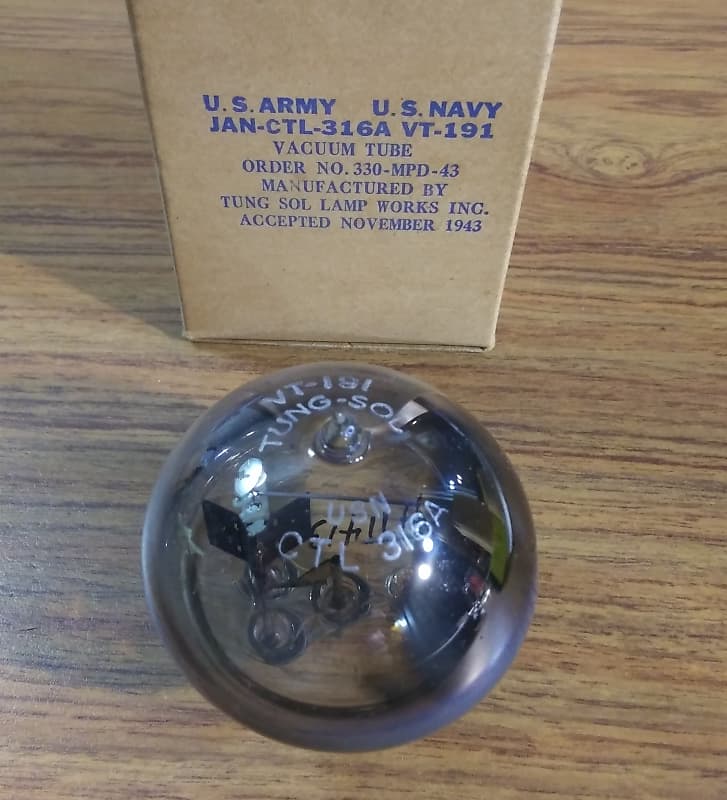 U.S. ARMY U.S. NAVY
JAN-CTL-316A VT-191
VACUUM TUBE
ORDER NO. 330-MPD-43
MANUFACTURED BY
TUNG SOL LAMP WORKS INC.
ACCEPTED NOVEMBER 1943
VT-191
TUNG-SOL
USN
CTL 316A